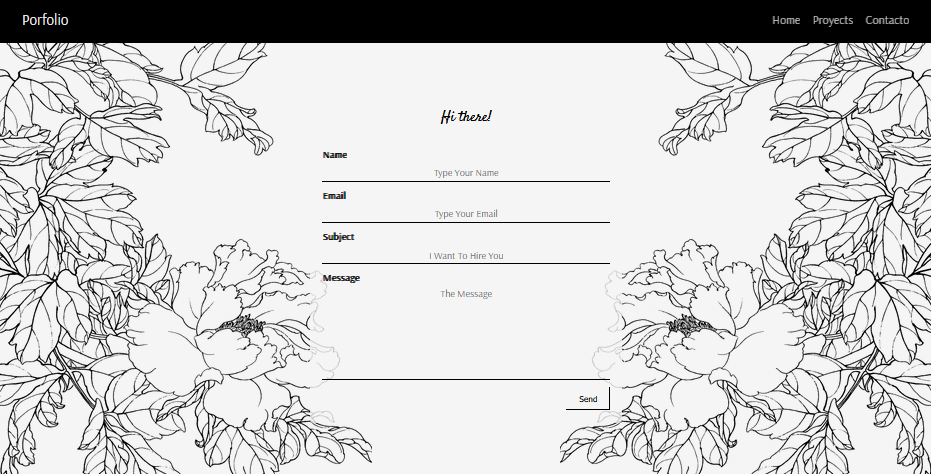 Porfolio
Home Proyects Contacto
Hi there!
Name
Type Your Name
Email
Type Your Email
Subject
I Want To Hire You
Message
The Message
Send